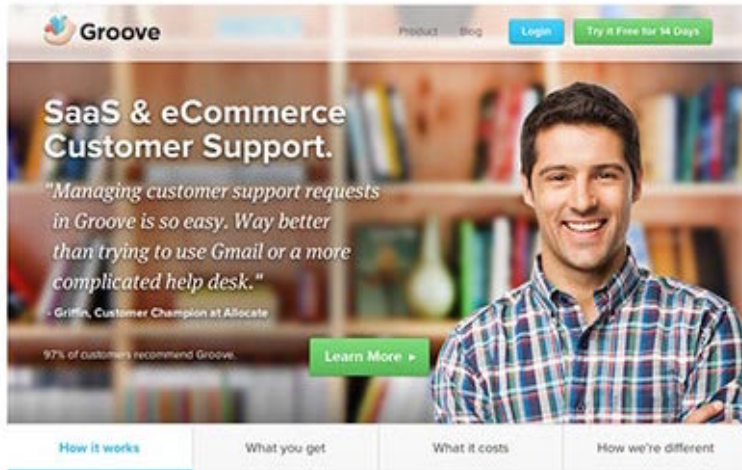 Groove
Product Blog Login Try it Free for 14 Days
SaaS & eCommerce
Customer Support.
"Managing customer support requests
in Groove is so easy. Way better
than trying to use Gmail or a more
complicated help desk."
- Griffin, Customer Champion at Allocate
97% of customers recommend Groove.
Learn More ▸
How it works What you get What it costs How we're different